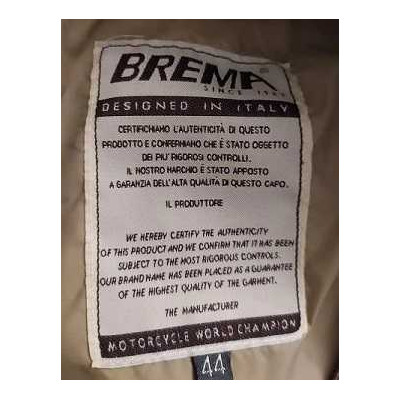 BREMA
SINCE
DESIGNED IN ITALY
CERTIFICHIAMO L'AUTENTICITÀ DI QUESTO
PRODOTTO E CONFERMIAMO CHE È STATO OGGETTO
DEI PIU' RIGOROSI CONTROLLI.
IL NOSTRO MARCHIO È STATO APPOSTO
A GARANZIA DELL'ALTA QUALITÀ DI QUESTO CAPO.
IL PRODUTTORE
WE HEREBY CERTIFY THE AUTHENTICITY
OF THIS PRODUCT AND WE CONFIRM THAT IT HAS BEEN
SUBJECT TO THE MOST RIGOROUS CONTROLS.
OUR BRAND NAME HAS BEEN PLACED AS A GUARANTEE
OF THE HIGHEST QUALITY OF THE GARMENT.
THE MANUFACTURER
MOTORCYCLE WORLD CHAMPION
44